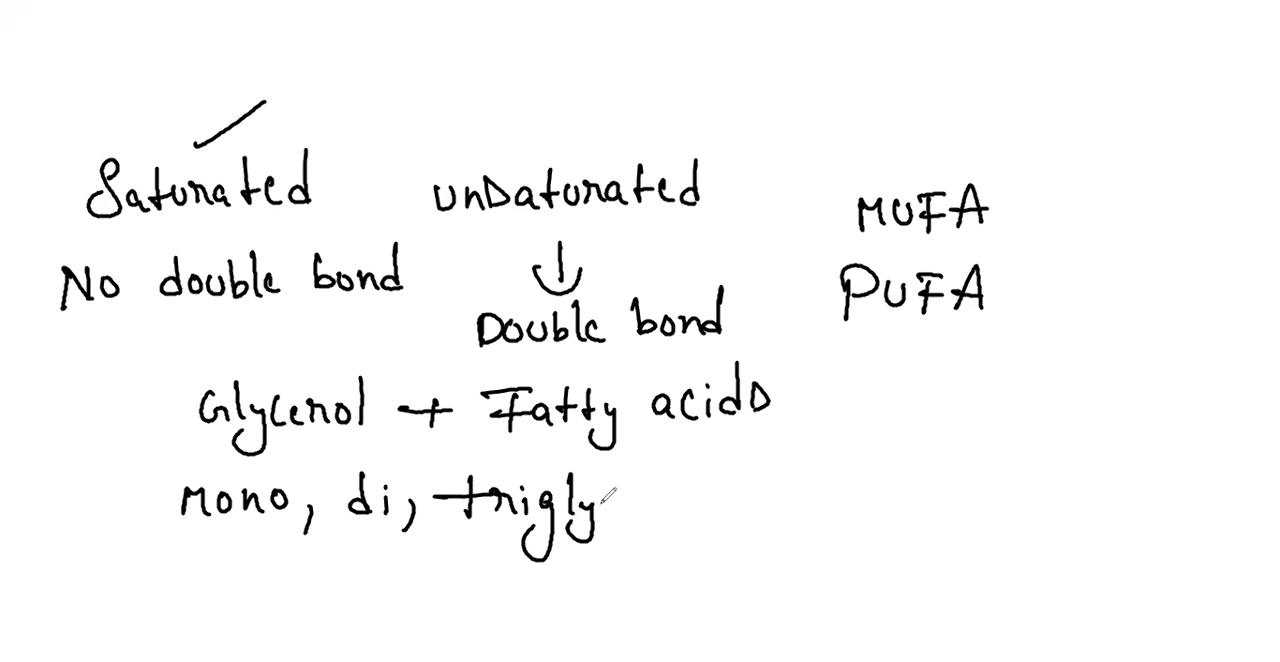 Saturated unsaturated MUFA
No double bond ↓ PUFA
Double bond
Glycerol + Fatty acids
Mono, di, trigly